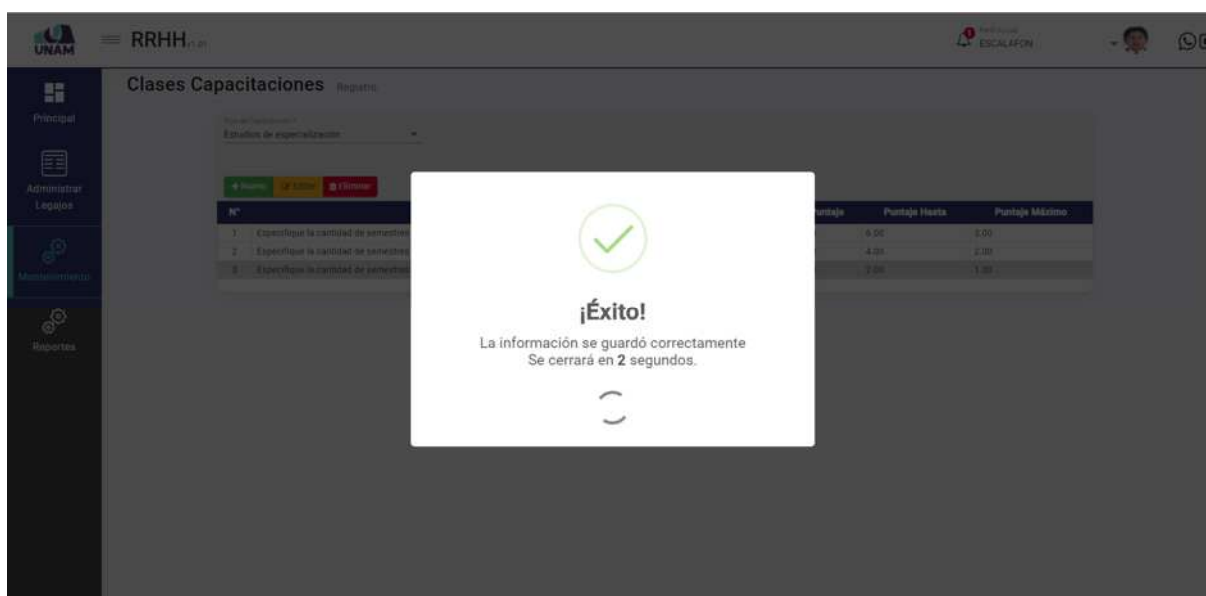 UNAM
RRHH
ESCALAFON
Clases Capacitaciones Registro
Principal
Estudios de especialización
Administrar
Legajos
Nuevo Editar Eliminar
N° Puntaje Puntaje Hasta Puntaje Máximo
1 Especifique la cantidad de semestres 6.00 3.00
2 Especifique la cantidad de semestres 4.00 2.00
3 Especifique la cantidad de semestres 2.00 1.00
Mantenimiento
¡Éxito!
La información se guardó correctamente
Se cerrará en 2 segundos.
Reportes